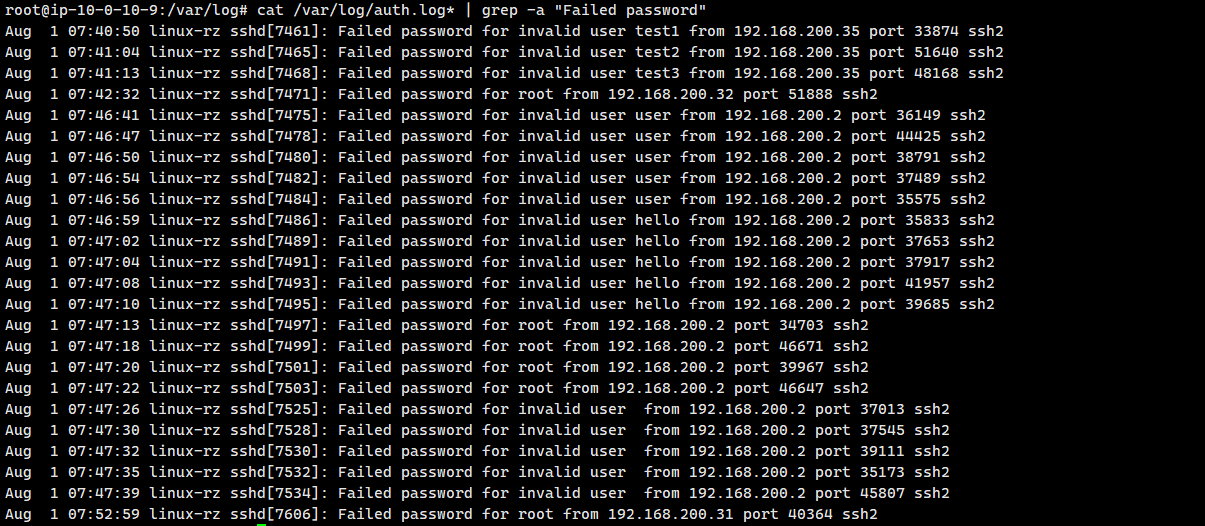 root@ip-10-0-10-9:/var/log# cat /var/log/auth.log* | grep -a "Failed password"
Aug  1 07:40:50 linux-rz sshd[7461]: Failed password for invalid user test1 from 192.168.200.35 port 33874 ssh2
Aug  1 07:41:04 linux-rz sshd[7465]: Failed password for invalid user test2 from 192.168.200.35 port 51640 ssh2
Aug  1 07:41:13 linux-rz sshd[7468]: Failed password for invalid user test3 from 192.168.200.35 port 48168 ssh2
Aug  1 07:42:32 linux-rz sshd[7471]: Failed password for root from 192.168.200.32 port 51888 ssh2
Aug  1 07:46:41 linux-rz sshd[7475]: Failed password for invalid user user from 192.168.200.2 port 36149 ssh2
Aug  1 07:46:47 linux-rz sshd[7478]: Failed password for invalid user user from 192.168.200.2 port 44425 ssh2
Aug  1 07:46:50 linux-rz sshd[7480]: Failed password for invalid user user from 192.168.200.2 port 38791 ssh2
Aug  1 07:46:54 linux-rz sshd[7482]: Failed password for invalid user user from 192.168.200.2 port 37489 ssh2
Aug  1 07:46:56 linux-rz sshd[7484]: Failed password for invalid user user from 192.168.200.2 port 35575 ssh2
Aug  1 07:46:59 linux-rz sshd[7486]: Failed password for invalid user hello from 192.168.200.2 port 35833 ssh2
Aug  1 07:47:02 linux-rz sshd[7489]: Failed password for invalid user hello from 192.168.200.2 port 37653 ssh2
Aug  1 07:47:04 linux-rz sshd[7491]: Failed password for invalid user hello from 192.168.200.2 port 37917 ssh2
Aug  1 07:47:08 linux-rz sshd[7493]: Failed password for invalid user hello from 192.168.200.2 port 41957 ssh2
Aug  1 07:47:10 linux-rz sshd[7495]: Failed password for invalid user hello from 192.168.200.2 port 39685 ssh2
Aug  1 07:47:13 linux-rz sshd[7497]: Failed password for root from 192.168.200.2 port 34703 ssh2
Aug  1 07:47:18 linux-rz sshd[7499]: Failed password for root from 192.168.200.2 port 46671 ssh2
Aug  1 07:47:20 linux-rz sshd[7501]: Failed password for root from 192.168.200.2 port 39967 ssh2
Aug  1 07:47:22 linux-rz sshd[7503]: Failed password for root from 192.168.200.2 port 46647 ssh2
Aug  1 07:47:26 linux-rz sshd[7525]: Failed password for invalid user  from 192.168.200.2 port 37013 ssh2
Aug  1 07:47:30 linux-rz sshd[7528]: Failed password for invalid user  from 192.168.200.2 port 37545 ssh2
Aug  1 07:47:32 linux-rz sshd[7530]: Failed password for invalid user  from 192.168.200.2 port 39111 ssh2
Aug  1 07:47:35 linux-rz sshd[7532]: Failed password for invalid user  from 192.168.200.2 port 35173 ssh2
Aug  1 07:47:39 linux-rz sshd[7534]: Failed password for invalid user  from 192.168.200.2 port 45807 ssh2
Aug  1 07:52:59 linux-rz sshd[7606]: Failed password for root from 192.168.200.31 port 40364 ssh2